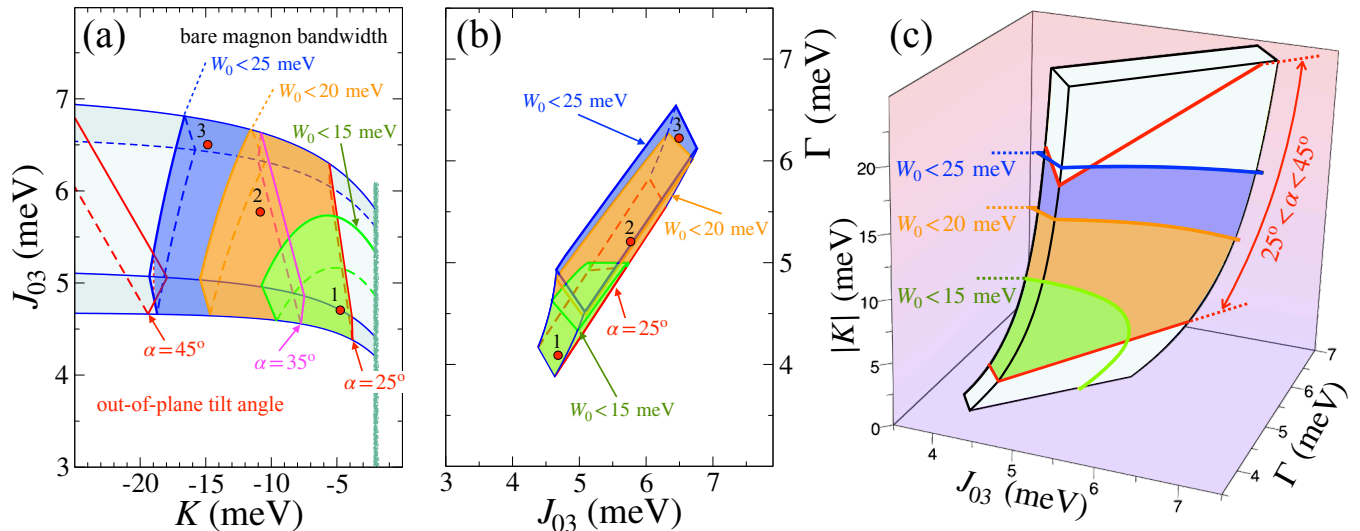 (a)
bare magnon bandwidth
W₀ < 25 meV
W₀ < 20 meV
W₀ < 15 meV
3
2
1
α = 45°
α = 35°
α = 25°
out-of-plane tilt angle
7
6
5
4
3
J₀₃ (meV)
-20
-15
-10
-5
K (meV)
(b)
W₀ < 25 meV
3
W₀ < 20 meV
2
α = 25°
1
W₀ < 15 meV
7
6
5
4
Γ (meV)
3
4
5
6
7
J₀₃ (meV)
(c)
W₀ < 25 meV
W₀ < 20 meV
W₀ < 15 meV
25° < α < 45°
20
15
10
5
0
|K| (meV)
4
5
6
7
J₀₃ (meV)
4
5
6
7
Γ (meV)